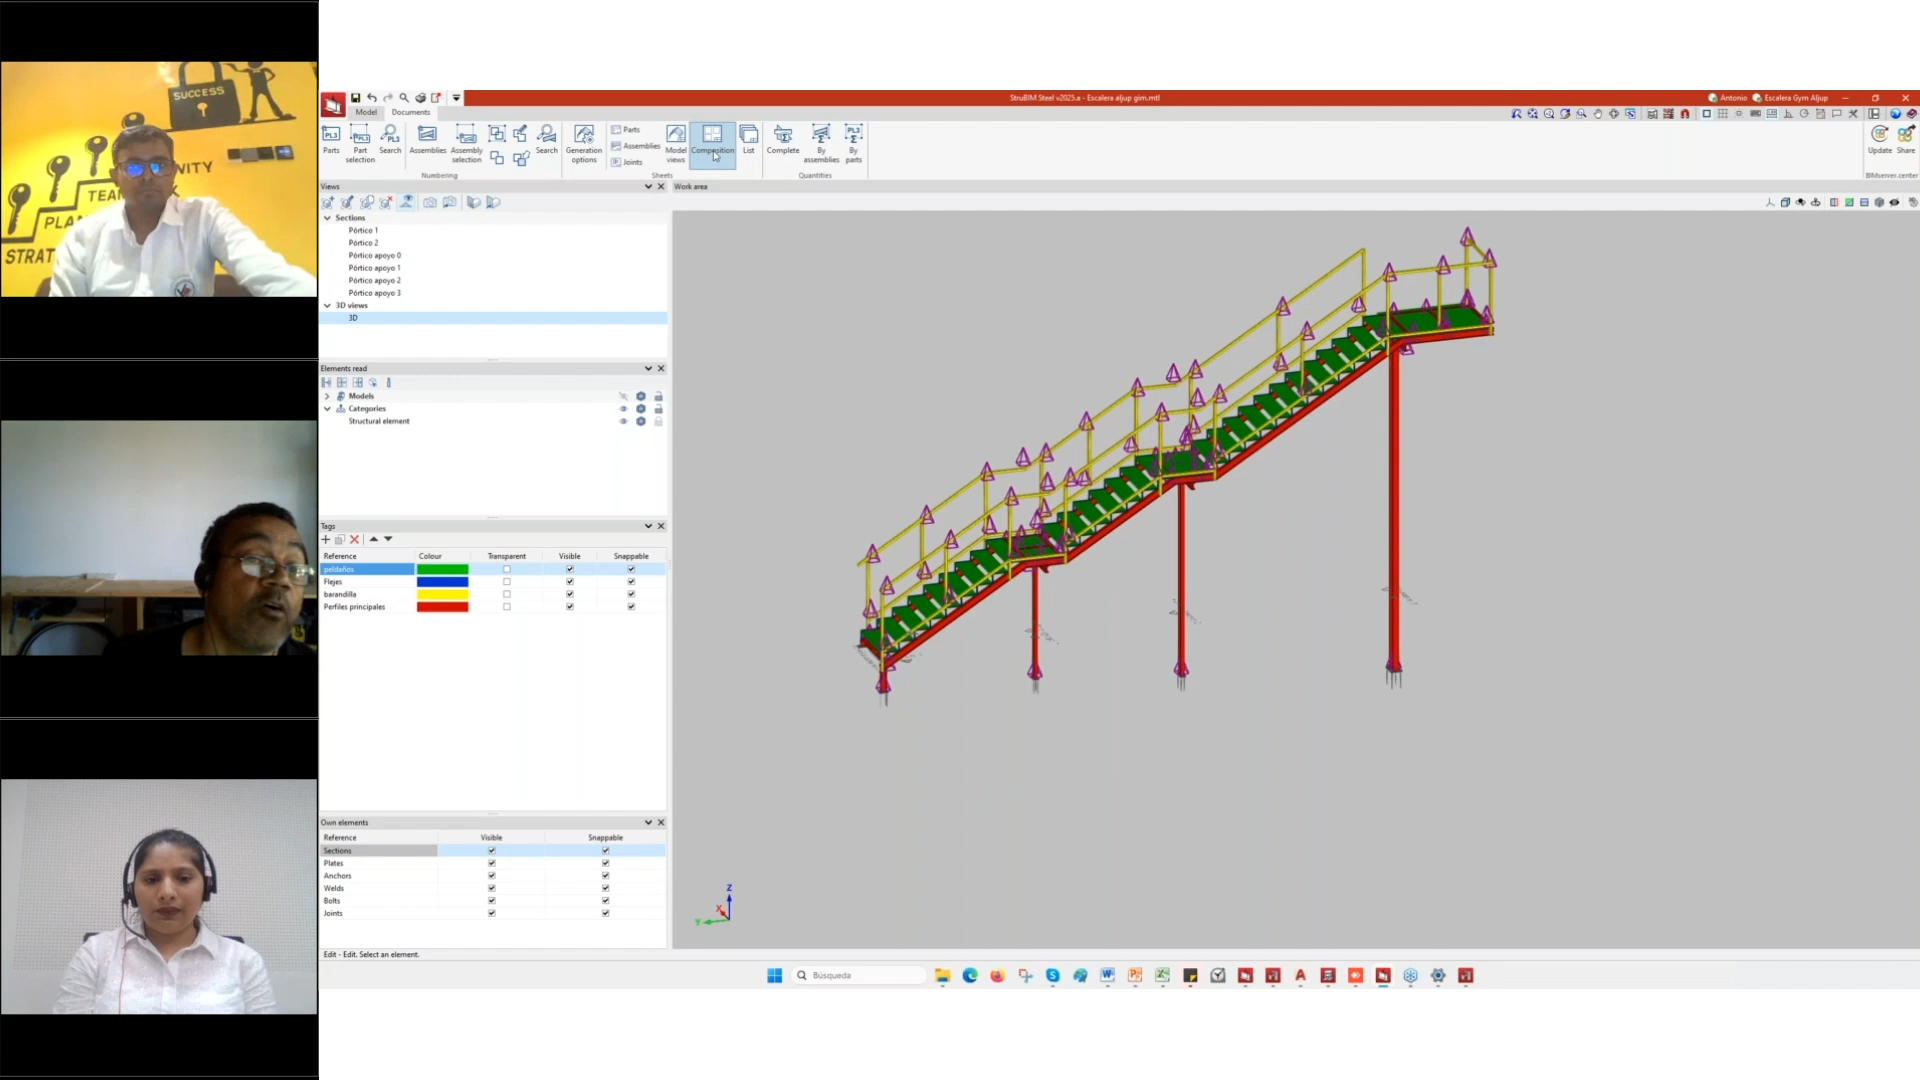 SUCCESS
NITY
TEA
K
PLA
STRAT
StruBIM Steel v2025.a - Escalera aljup gim.mtl
Antonio
Escalera Gym Aljup
Model
Documents
Parts
Part selection
Search
Assemblies
Assembly selection
Search
Numbering
Generation options
Parts
Assemblies
Joints
Model views
Composition
List
Sheets
Complete
By assemblies
By parts
Quantities
Update
Share
BIMserver.center
Views
Work area
Sections
Pórtico 1
Pórtico 2
Pórtico apoyo 0
Pórtico apoyo 1
Pórtico apoyo 2
Pórtico apoyo 3
3D views
3D
Elements read
Models
Categories
Structural element
Tags
Reference
Colour
Transparent
Visible
Snappable
peldaños
Flejes
barandilla
Perfiles principales
Own elements
Reference
Visible
Snappable
Sections
Plates
Anchors
Welds
Bolts
Joints
Z
X
Y
Edit - Edit. Select an element.
Búsqueda